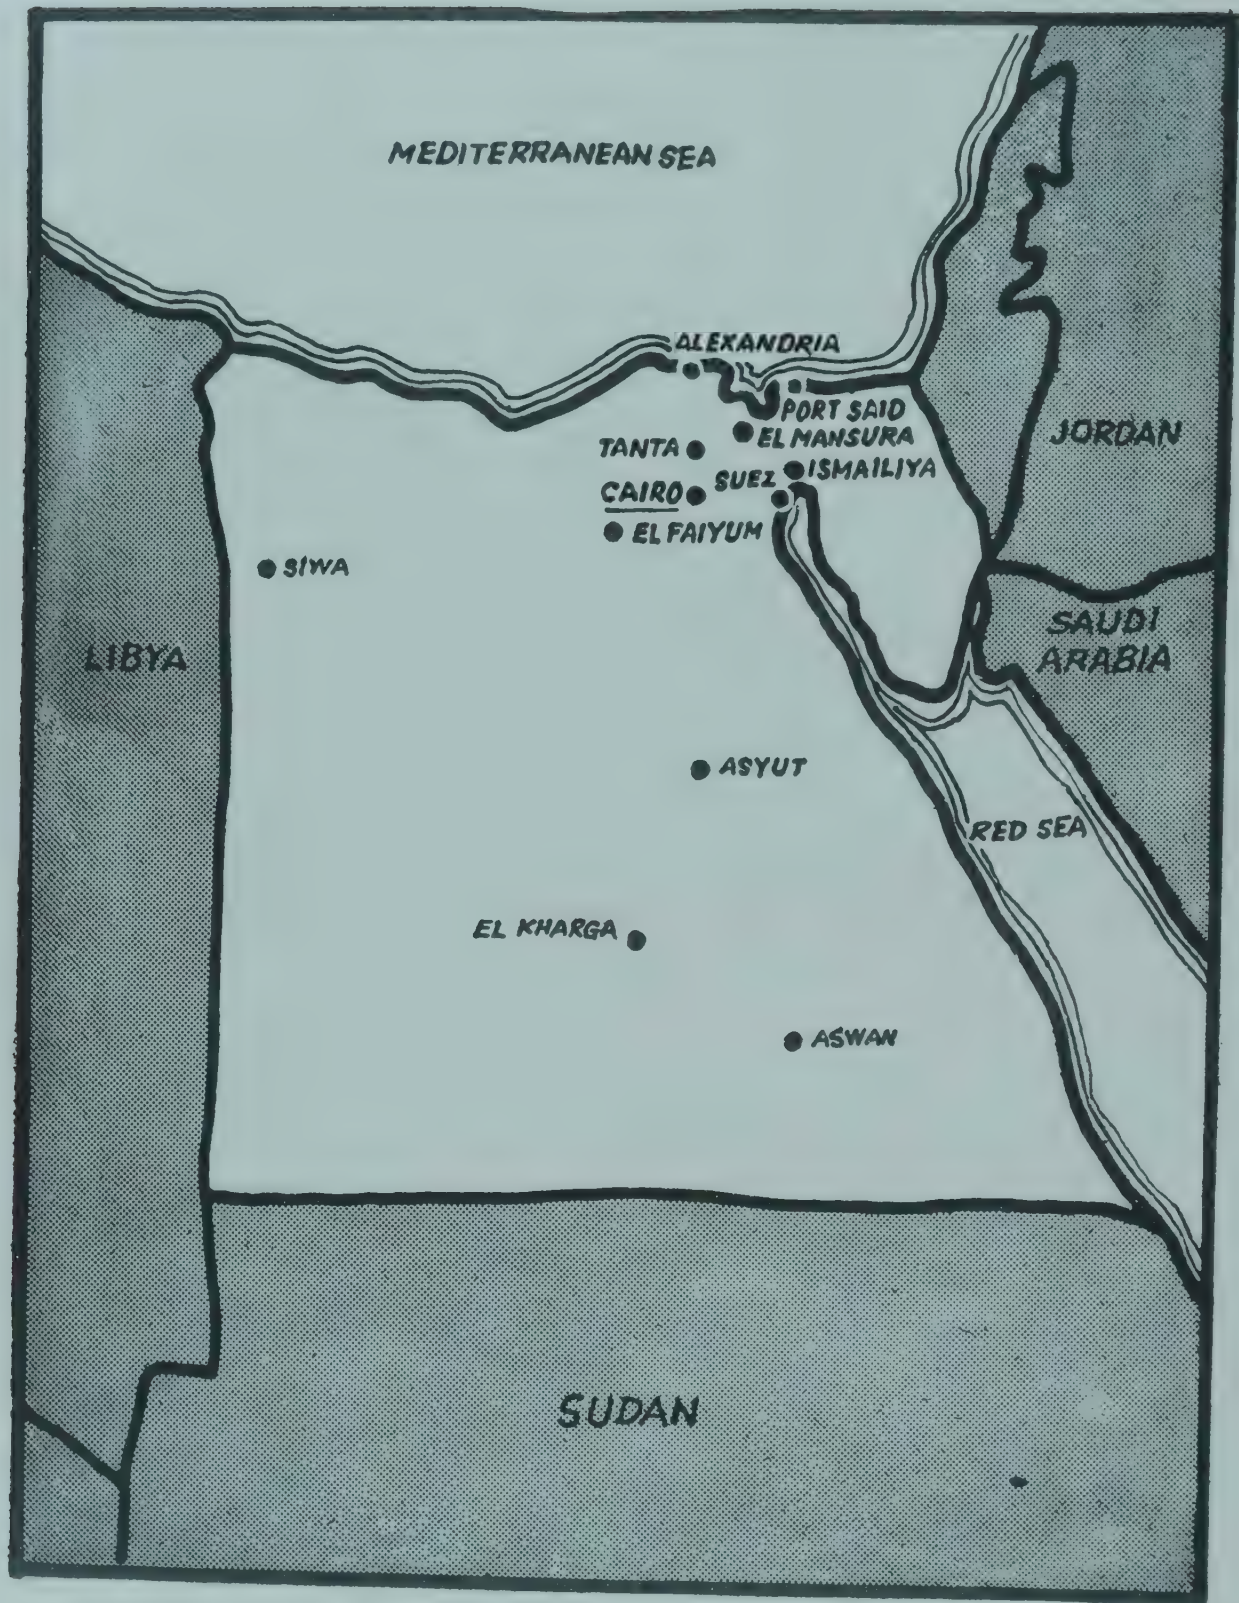 MEDITERRANEAN SEA
ALEXANDRIA
PORT SAID
EL MANSURA
JORDAN
TANTA
ISMAILIYA
SUEZ
CAIRO
EL FAIYUM
SIWA
SAUDI
ARABIA
LIBYA
ASYUT
RED SEA
EL KHARGA
ASWAN
SUDAN